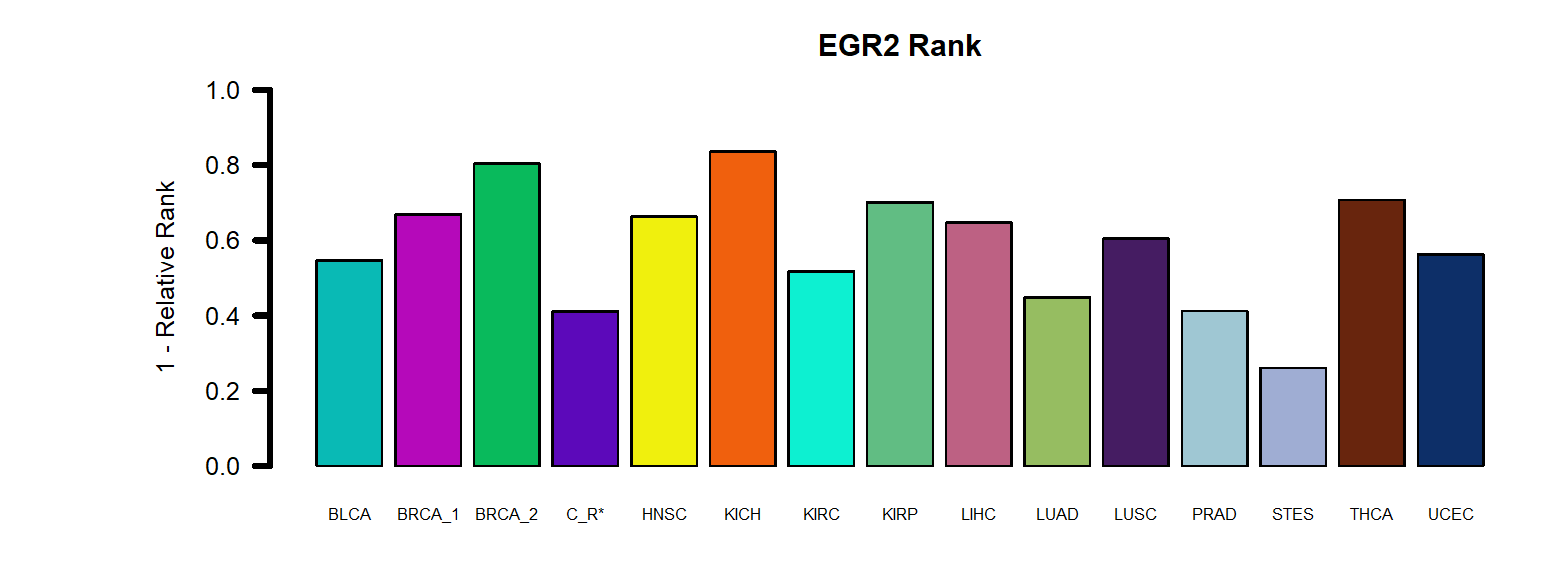 EGR2 Rank
1.0
0.8
0.6
0.4
0.2
0.0
1 - Relative Rank
BLCA BRCA_1 BRCA_2 C_R* HNSC KICH KIRC KIRP LIHC LUAD LUSC PRAD STES THCA UCEC